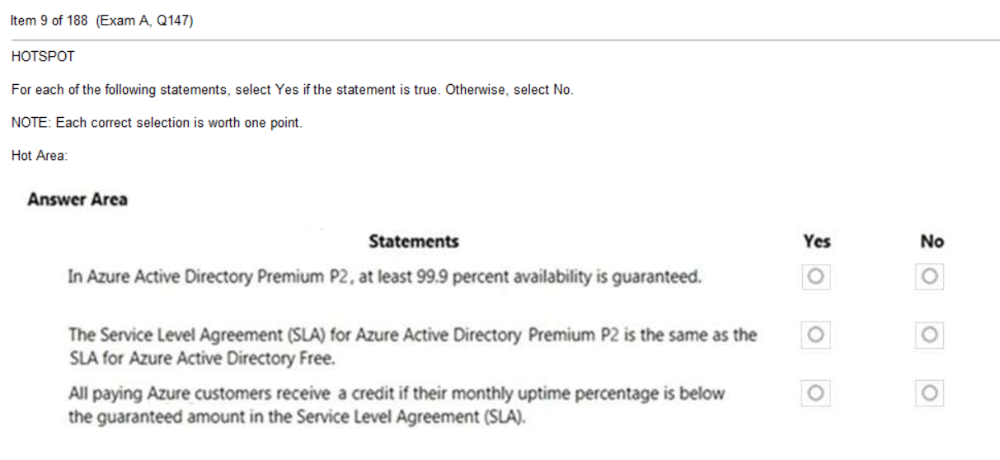 Item 9 of 188 (Exam A, Q147)
HOTSPOT
For each of the following statements, select Yes if the statement is true. Otherwise, select No.
NOTE: Each correct selection is worth one point.
Hot Area:
Answer Area
Statements Yes No
In Azure Active Directory Premium P2, at least 99.9 percent availability is guaranteed.
The Service Level Agreement (SLA) for Azure Active Directory Premium P2 is the same as the
SLA for Azure Active Directory Free.
All paying Azure customers receive a credit if their monthly uptime percentage is below
the guaranteed amount in the Service Level Agreement (SLA).